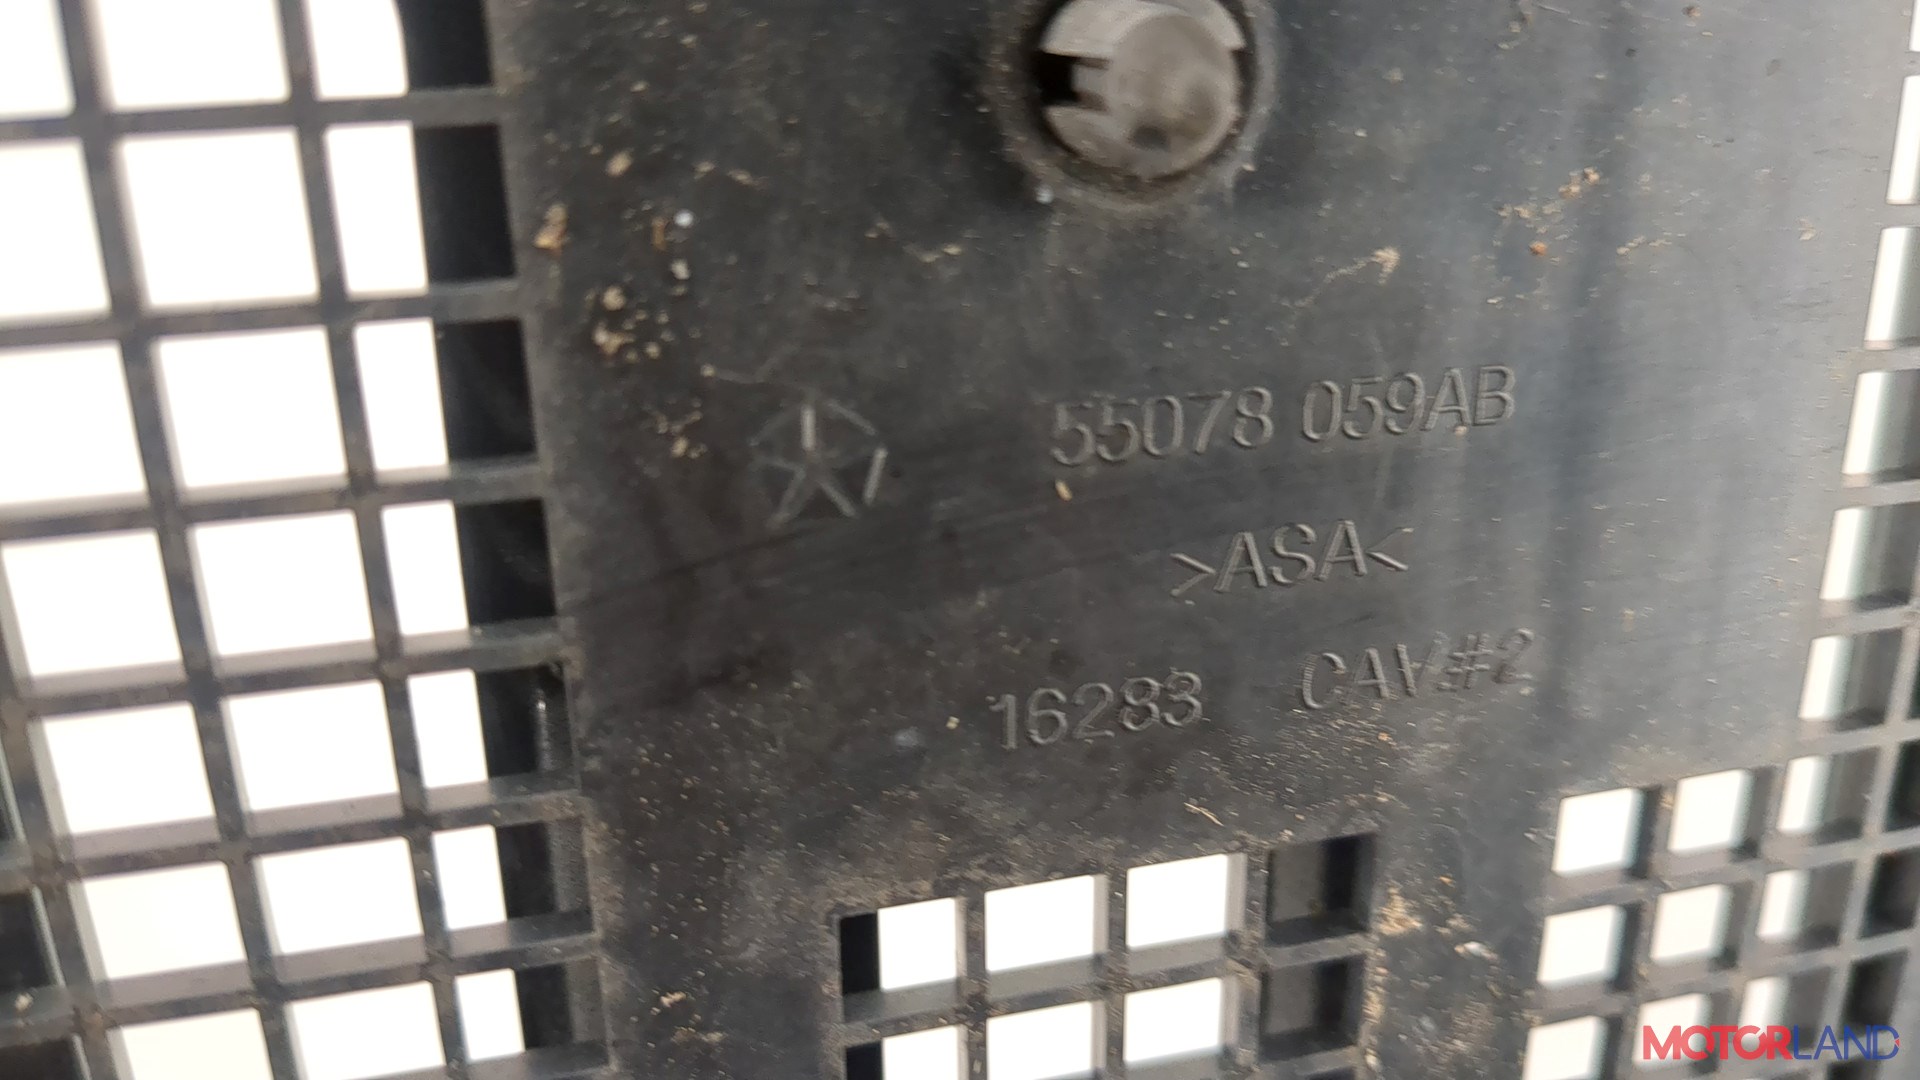 55078 059AB
>ASA<
16283 CAV#2
MOTORLAND